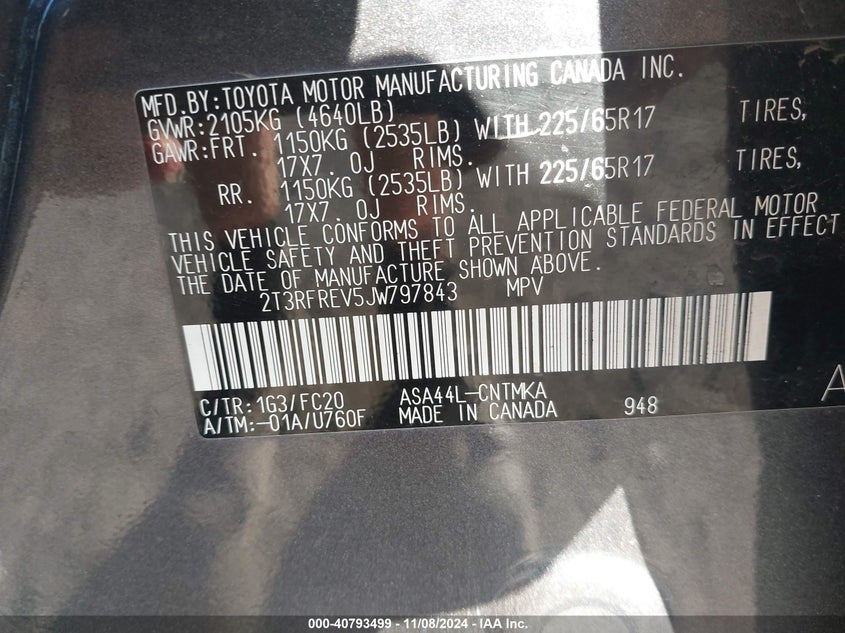 MFD.BY:TOYOTA MOTOR MANUFACTURING CANADA INC.
GVWR:2105KG (4640LB)
GAWR:FRT. 1150KG (2535LB) WITH 225/65R17 TIRES,
17X7. 0J RIMS.
RR. 1150KG (2535LB) WITH 225/65R17 TIRES,
17X7. 0J RIMS.
THIS VEHICLE CONFORMS TO ALL APPLICABLE FEDERAL MOTOR
VEHICLE SAFETY AND THEFT PREVENTION STANDARDS IN EFFECT
THE DATE OF MANUFACTURE SHOWN ABOVE.
2T3RFREV5JW797843 MPV
C/TR:1G3/FC20 ASA44L-CNTMKA
A/TM:-01A/U760F MADE IN CANADA 948
A
000-40793499 - 11/08/2024 - IAA Inc.